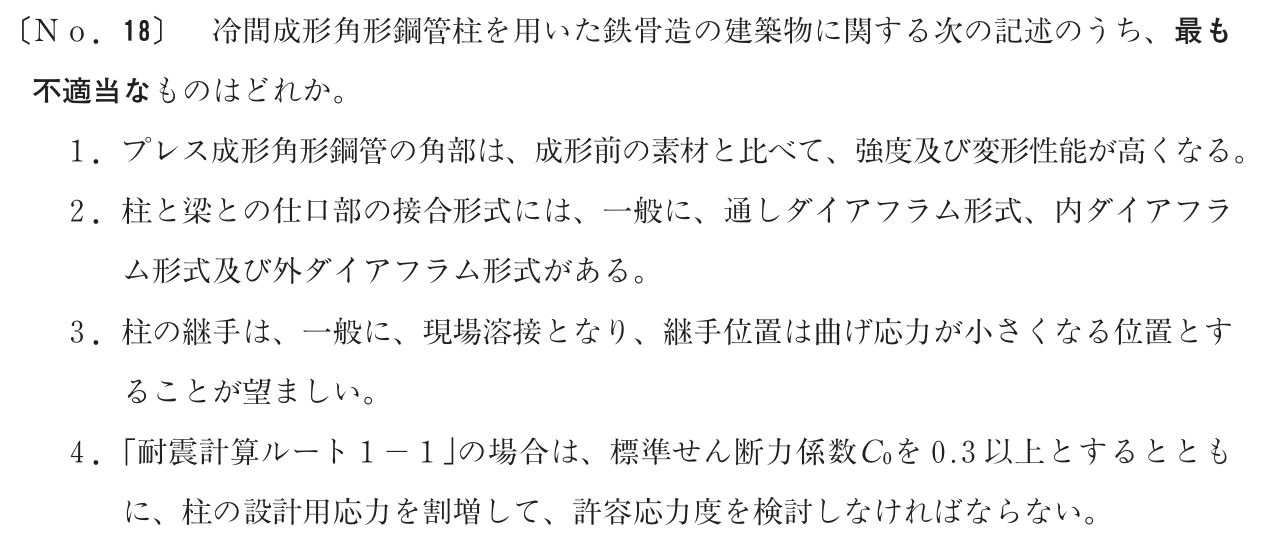 〔Ｎｏ．18〕　冷間成形角形鋼管柱を用いた鉄骨造の建築物に関する次の記述のうち、最も
不適当なものはどれか。
１．プレス成形角形鋼管の角部は、成形前の素材と比べて、強度及び変形性能が高くなる。
２．柱と梁との仕口部の接合形式には、一般に、通しダイアフラム形式、内ダイアフラ
ム形式及び外ダイアフラム形式がある。
３．柱の継手は、一般に、現場溶接となり、継手位置は曲げ応力が小さくなる位置とす
ることが望ましい。
４．「耐震計算ルート１－１」の場合は、標準せん断力係数C₀を 0.3 以上とするととも
に、柱の設計用応力を割増して、許容応力度を検討しなければならない。